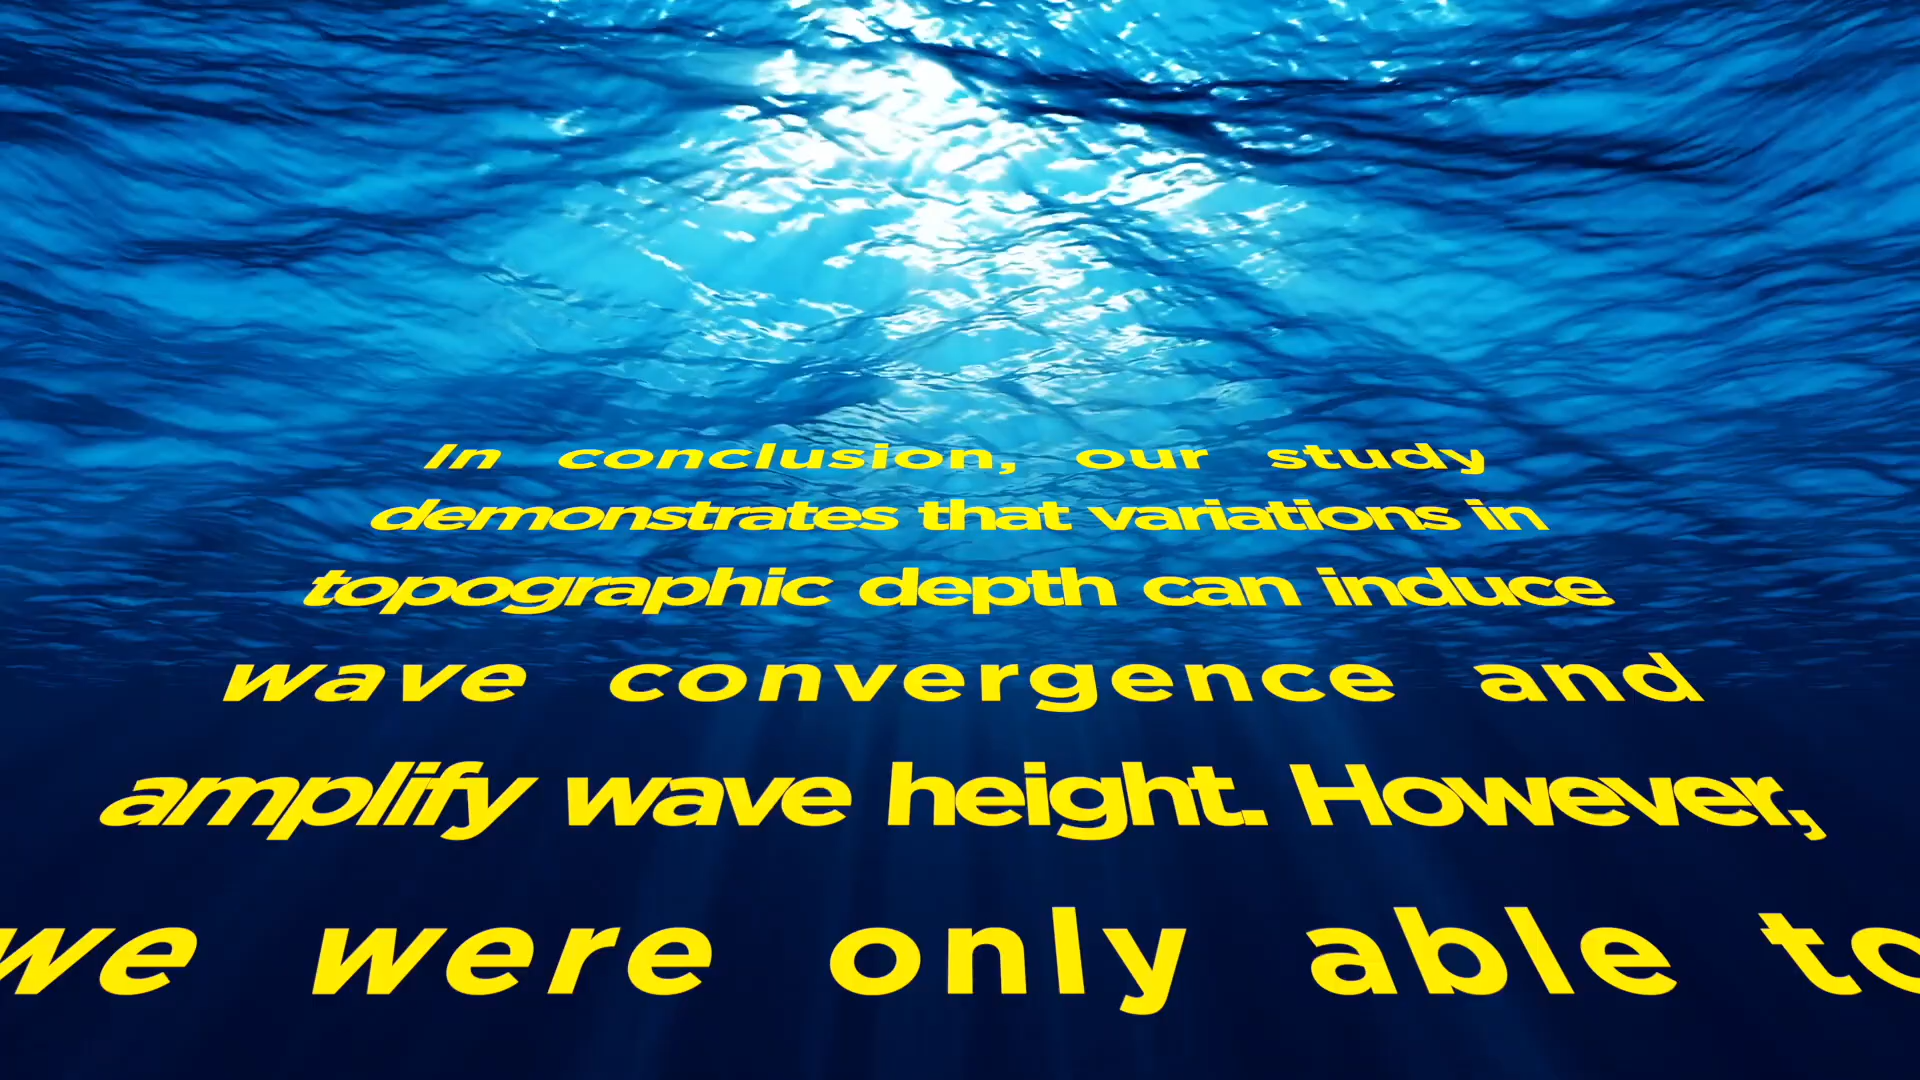 In conclusion, our study
demonstrates that variations in
topographic depth can induce
wave convergence and
amplify wave height. However,
we were only able to